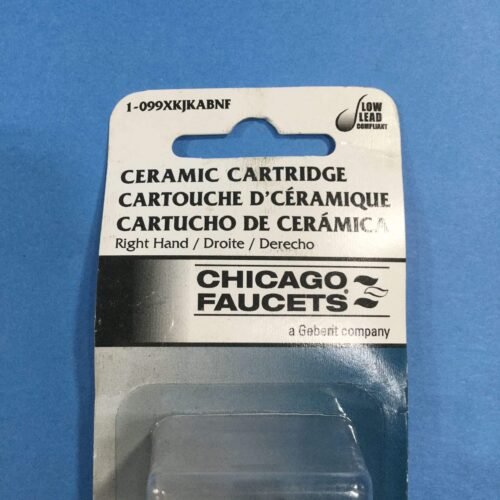 1-099XKJKABNF
LOW
LEAD
COMPLIANT
CERAMIC CARTRIDGE
CARTOUCHE D'CÉRAMIQUE
CARTUCHO DE CERÁMICA
Right Hand / Droite / Derecho
CHICAGO
FAUCETS®
a Geberit company